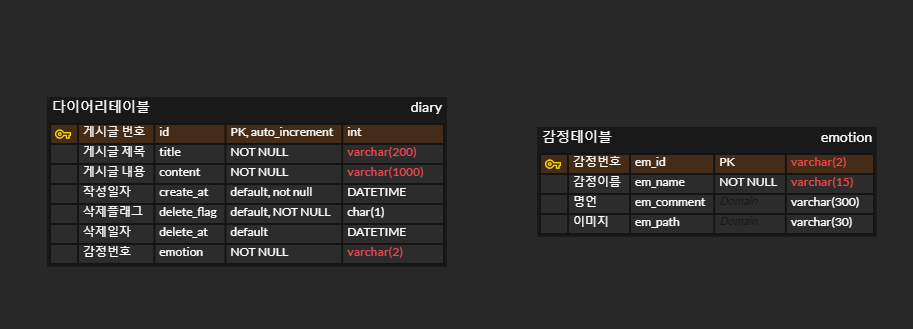 다이어리테이블 diary
게시글 번호 id PK, auto_increment int
게시글 제목 title NOT NULL varchar(200)
게시글 내용 content NOT NULL varchar(1000)
작성일자 create_at default, not null DATETIME
삭제플래그 delete_flag default, NOT NULL char(1)
삭제일자 delete_at default DATETIME
감정번호 emotion NOT NULL varchar(2)
감정테이블 emotion
감정번호 em_id PK varchar(2)
감정이름 em_name NOT NULL varchar(15)
명언 em_comment Domain varchar(300)
이미지 em_path Domain varchar(30)